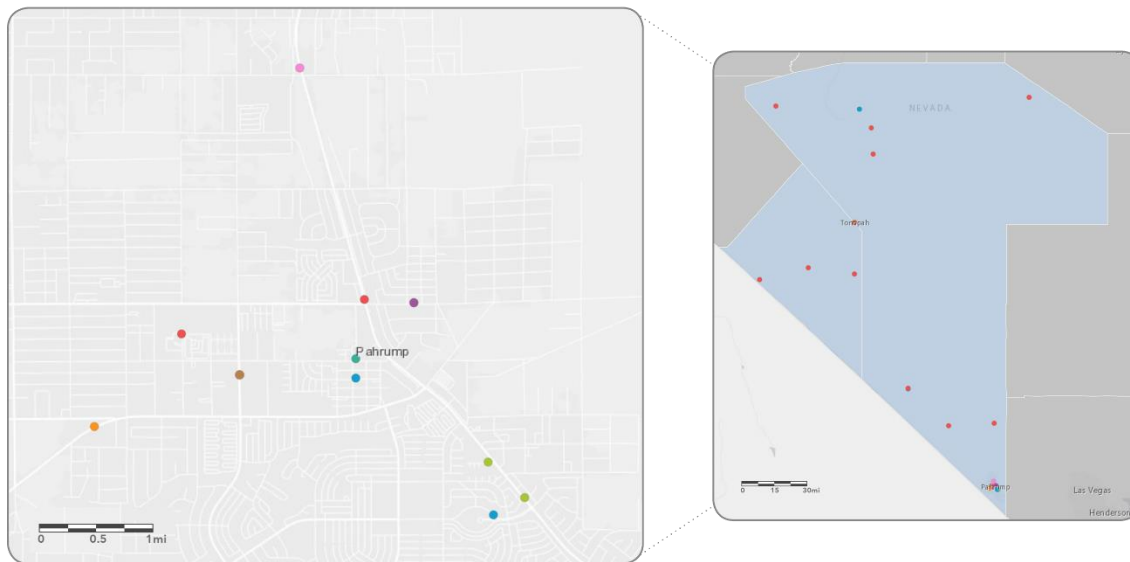 Pahrump
0 0.5 1mi
NEVADA
Tonopah
0 15 30mi
Pahrump
Las Vegas
Henderson